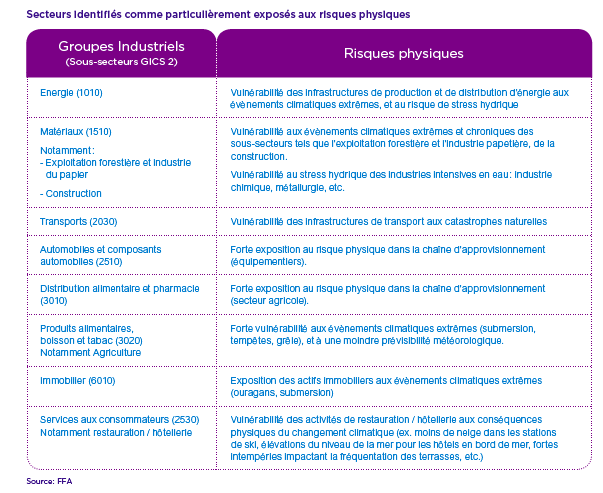 Secteurs identifiés comme particulièrement exposés aux risques physiques
Groupes Industriels
(Sous-secteurs GICS 2)
Risques physiques
Energie (1010)
Vulnérabilité des infrastructures de production et de distribution d'énergie aux
évènements climatiques extrêmes, et au risque de stress hydrique
Matériaux (1510)
Notamment :
- Exploitation forestière et industrie
du papier
- Construction
Vulnérabilité aux évènements climatiques extrêmes et chroniques des
sous-secteurs tels que l'exploitation forestière et l'industrie papetière, de la
construction.
Vulnérabilité au stress hydrique des industries intensives en eau : industrie
chimique, métallurgie, etc.
Transports (2030)
Vulnérabilité des infrastructures de transport aux catastrophes naturelles
Automobiles et composants
automobiles (2510)
Forte exposition au risque physique dans la chaîne d'approvisionnement
(équipementiers).
Distribution alimentaire et pharmacie
(3010)
Forte exposition au risque physique dans la chaîne d'approvisionnement
(secteur agricole).
Produits alimentaires,
boisson et tabac (3020)
Notamment Agriculture
Forte vulnérabilité aux évènements climatiques extrêmes (submersion,
tempêtes, grêle), et à une moindre prévisibilité météorologique.
Immobilier (6010)
Exposition des actifs immobiliers aux évènements climatiques extrêmes
(ouragans, submersion)
Services aux consommateurs (2530)
Notamment restauration / hôtellerie
Vulnérabilité des activités de restauration / hôtellerie aux conséquences
physiques du changement climatique (ex. moins de neige dans les stations
de ski, élévations du niveau de la mer pour les hôtels en bord de mer, fortes
intempéries impactant la fréquentation des terrasses, etc.)
Source: FFA